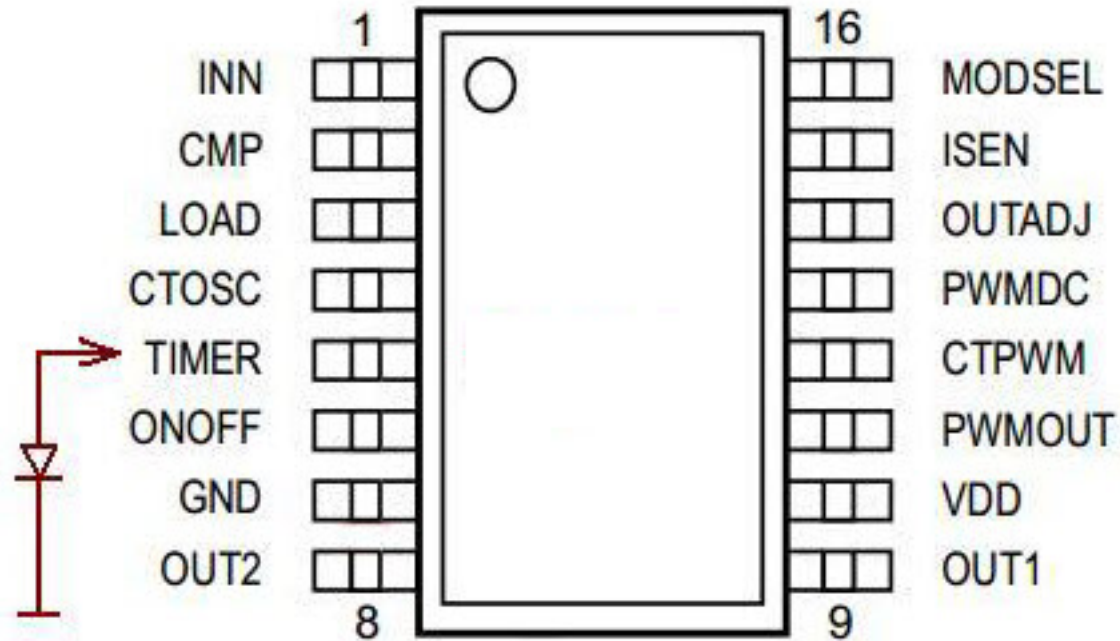 1 16
INN MODSEL
CMP ISEN
LOAD OUTADJ
CTOSC PWMDC
TIMER CTPWM
ONOFF PWMOUT
GND VDD
OUT2 OUT1
8 9